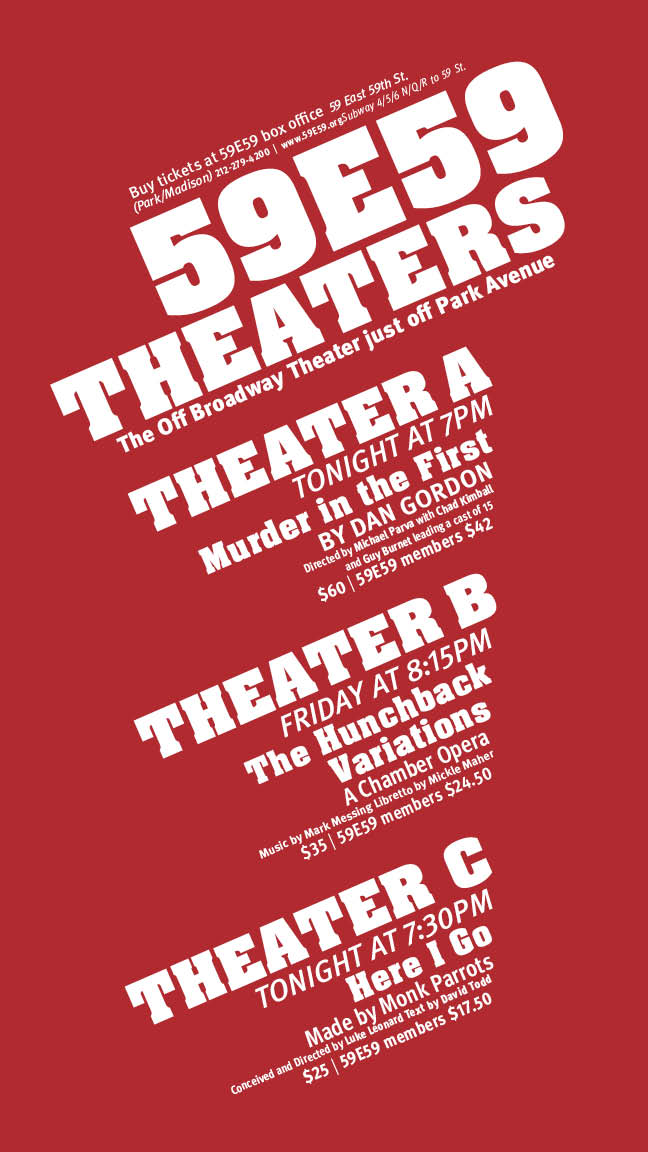 Buy tickets at 59E59 box office 59 East 59th St.
(Park/Madison) 212-279-4200 | www.59E59.orgSubway 4/5/6 N/Q/R to 59 St.
59E59
THEATERS
The Off Broadway Theater just off Park Avenue
THEATER A
TONIGHT AT 7PM
Murder in the First
BY DAN GORDON
Directed by Michael Parva with Chad Kimball
and Guy Burnet leading a cast of 15
$60 | 59E59 members $42
THEATER B
FRIDAY AT 8:15PM
The Hunchback
Variations
A Chamber Opera
Music by Mark Messing Libretto by Mickle Maher
$35 | 59E59 members $24.50
THEATER C
TONIGHT AT 7:30PM
Here I Go
Made by Monk Parrots
Conceived and Directed by Luke Leonard Text by David Todd
$25 | 59E59 members $17.50